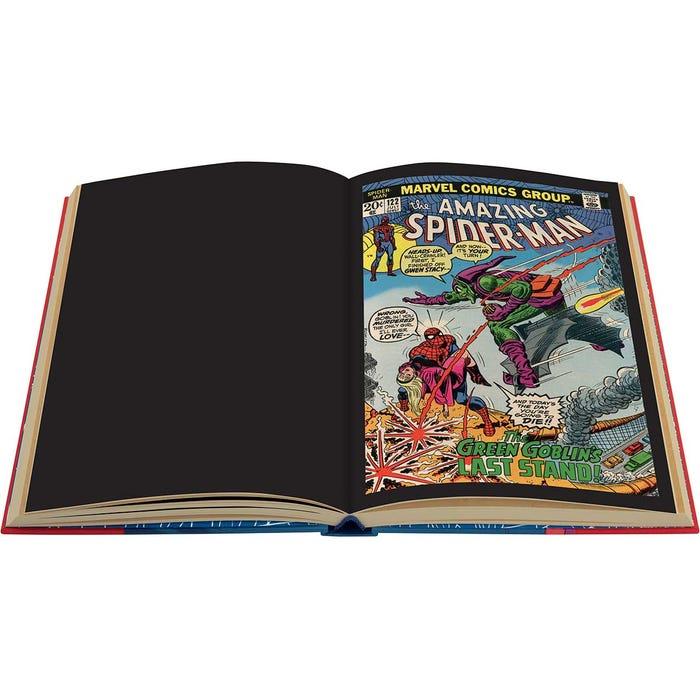 MARVEL COMICS GROUP
SPIDER-
MAN
20¢
122
JULY
the AMAZING
SPIDER-MAN
HEADS-UP,
WALL-CRAWLER!
FIRST, I
FINISHED OFF
GWEN STACY--
AND NOW--
IT'S YOUR
TURN!
WRONG,
GOBLIN! YOU
MURDERED
THE ONLY GIRL
I'LL EVER
LOVE--
AND TODAY'S
THE DAY
YOU'RE
GOING TO
DIE!!
The
GREEN GOBLIN'S
LAST STAND!